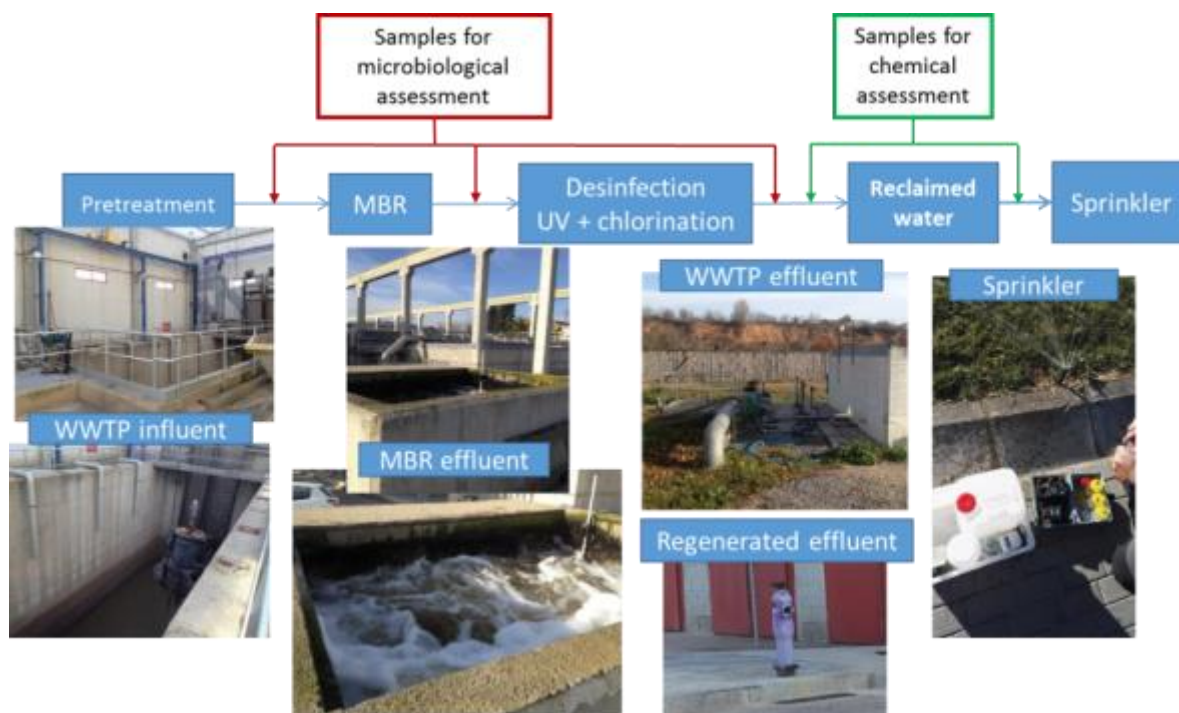 Samples for
microbiological
assessment
Samples for
chemical
assessment
Pretreatment
MBR
Desinfection
UV + chlorination
Reclaimed
water
Sprinkler
WWTP effluent
Sprinkler
WWTP influent
MBR effluent
Regenerated effluent